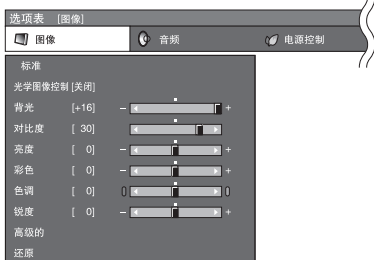 选项表 [图像]
图像 音频 电源控制
标准
光学图像控制 [关闭]
背光 [+16] − +
对比度 [ 30]
亮度 [ 0] − +
彩色 [ 0] − +
色调 [ 0]
锐度 [ 0] − +
高级的
还原